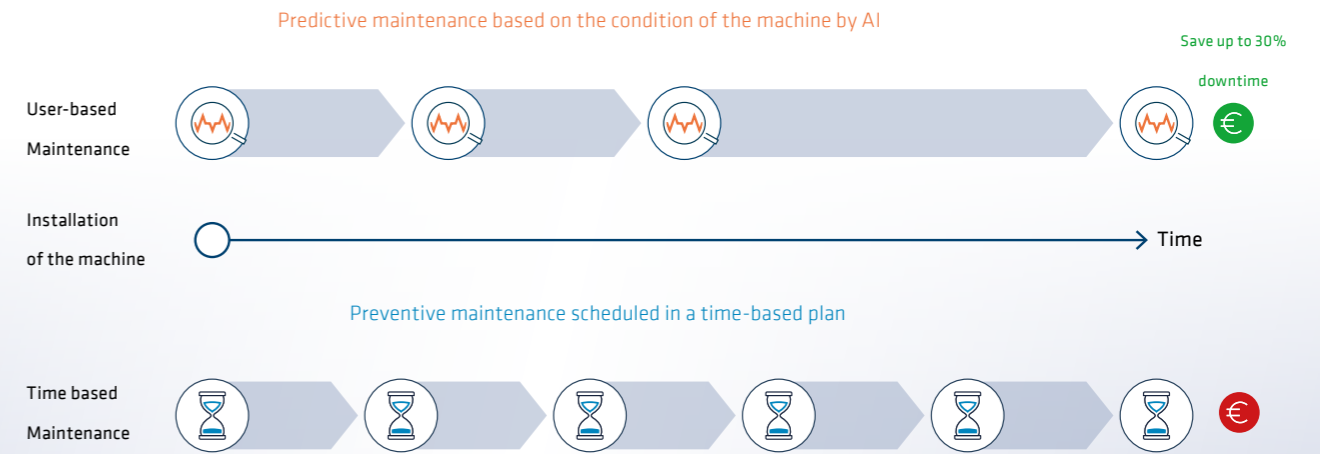 Predictive maintenance based on the condition of the machine by AI
Save up to 30%
downtime
User-based
Maintenance
€
Installation
of the machine
Time
Preventive maintenance scheduled in a time-based plan
Time based
Maintenance
€